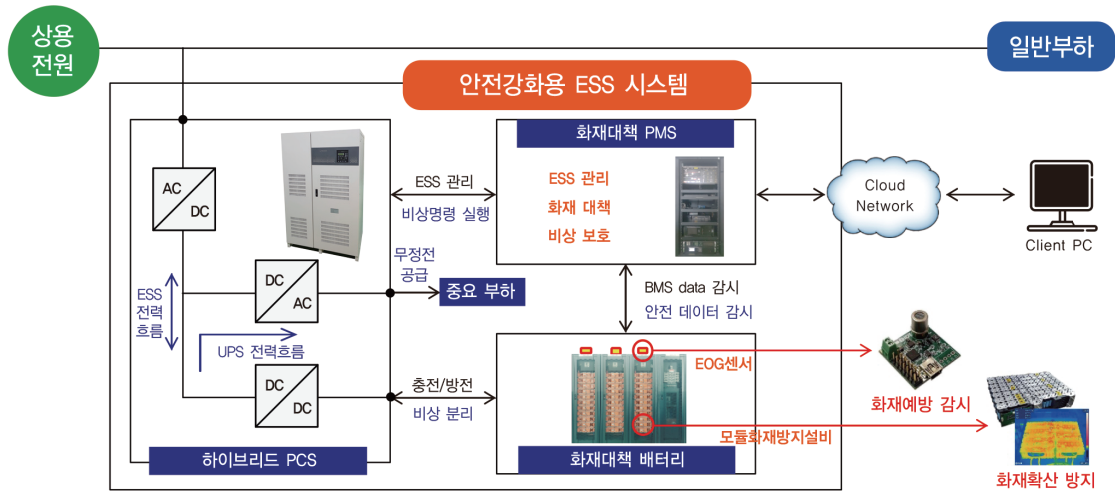 상용
전원
일반부하
안전강화용 ESS 시스템
화재대책 PMS
AC
DC
ESS 관리
비상명령 실행
ESS 관리
화재 대책
비상 보호
Cloud
Network
Client PC
무정전
공급
DC
AC
중요 부하
ESS
전력
흐름
UPS 전력흐름
BMS data 감시
안전 데이터 감시
DC
DC
충전/방전
비상 분리
EOG센서
화재예방 감시
모듈화재방지설비
하이브리드 PCS
화재대책 배터리
화재확산 방지